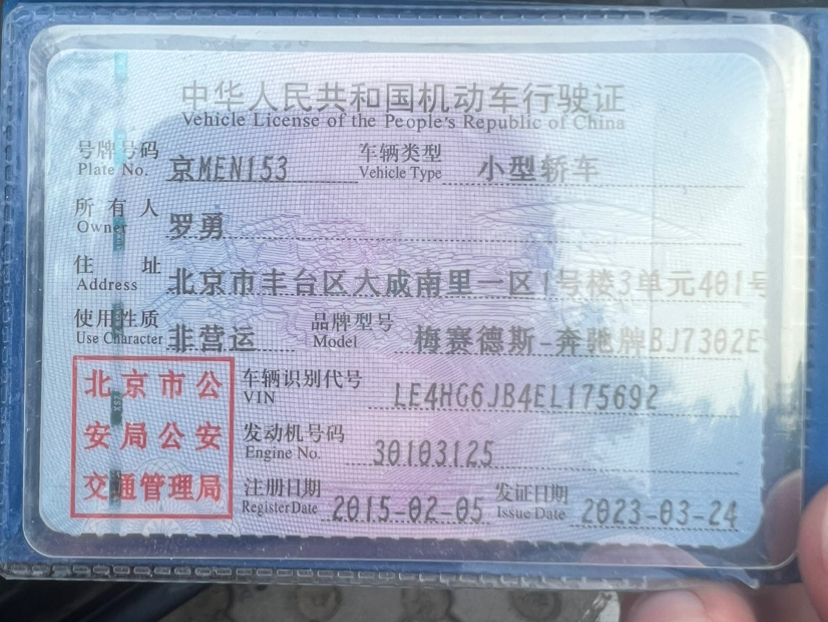 中华人民共和国机动车行驶证
Vehicle License of the People's Republic of China
号牌号码 京MEN153 车辆类型 小型轿车
Plate No. Vehicle Type
所有人 罗勇
Owner
住址 北京市丰台区大成南里一区1号楼3单元401号
Address
使用性质 非营运 品牌型号 梅赛德斯-奔驰牌BJ7302E
Use Character Model
北京市公
安局公安
交通管理局
车辆识别代号 LE4HG6JB4EL175692
VIN
发动机号码 30103125
Engine No.
注册日期 2015-02-05 发证日期 2023-03-24
Register Date Issue Date